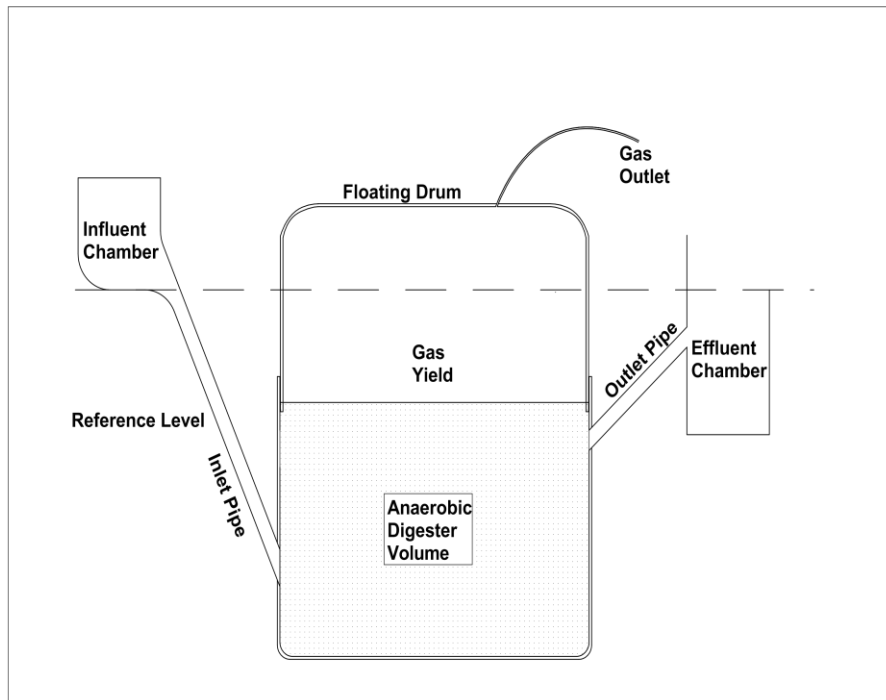 Gas
Outlet
Floating Drum
Influent
Chamber
Gas
Yield
Outlet Pipe
Effluent
Chamber
Reference Level
Inlet Pipe
Anaerobic
Digester
Volume